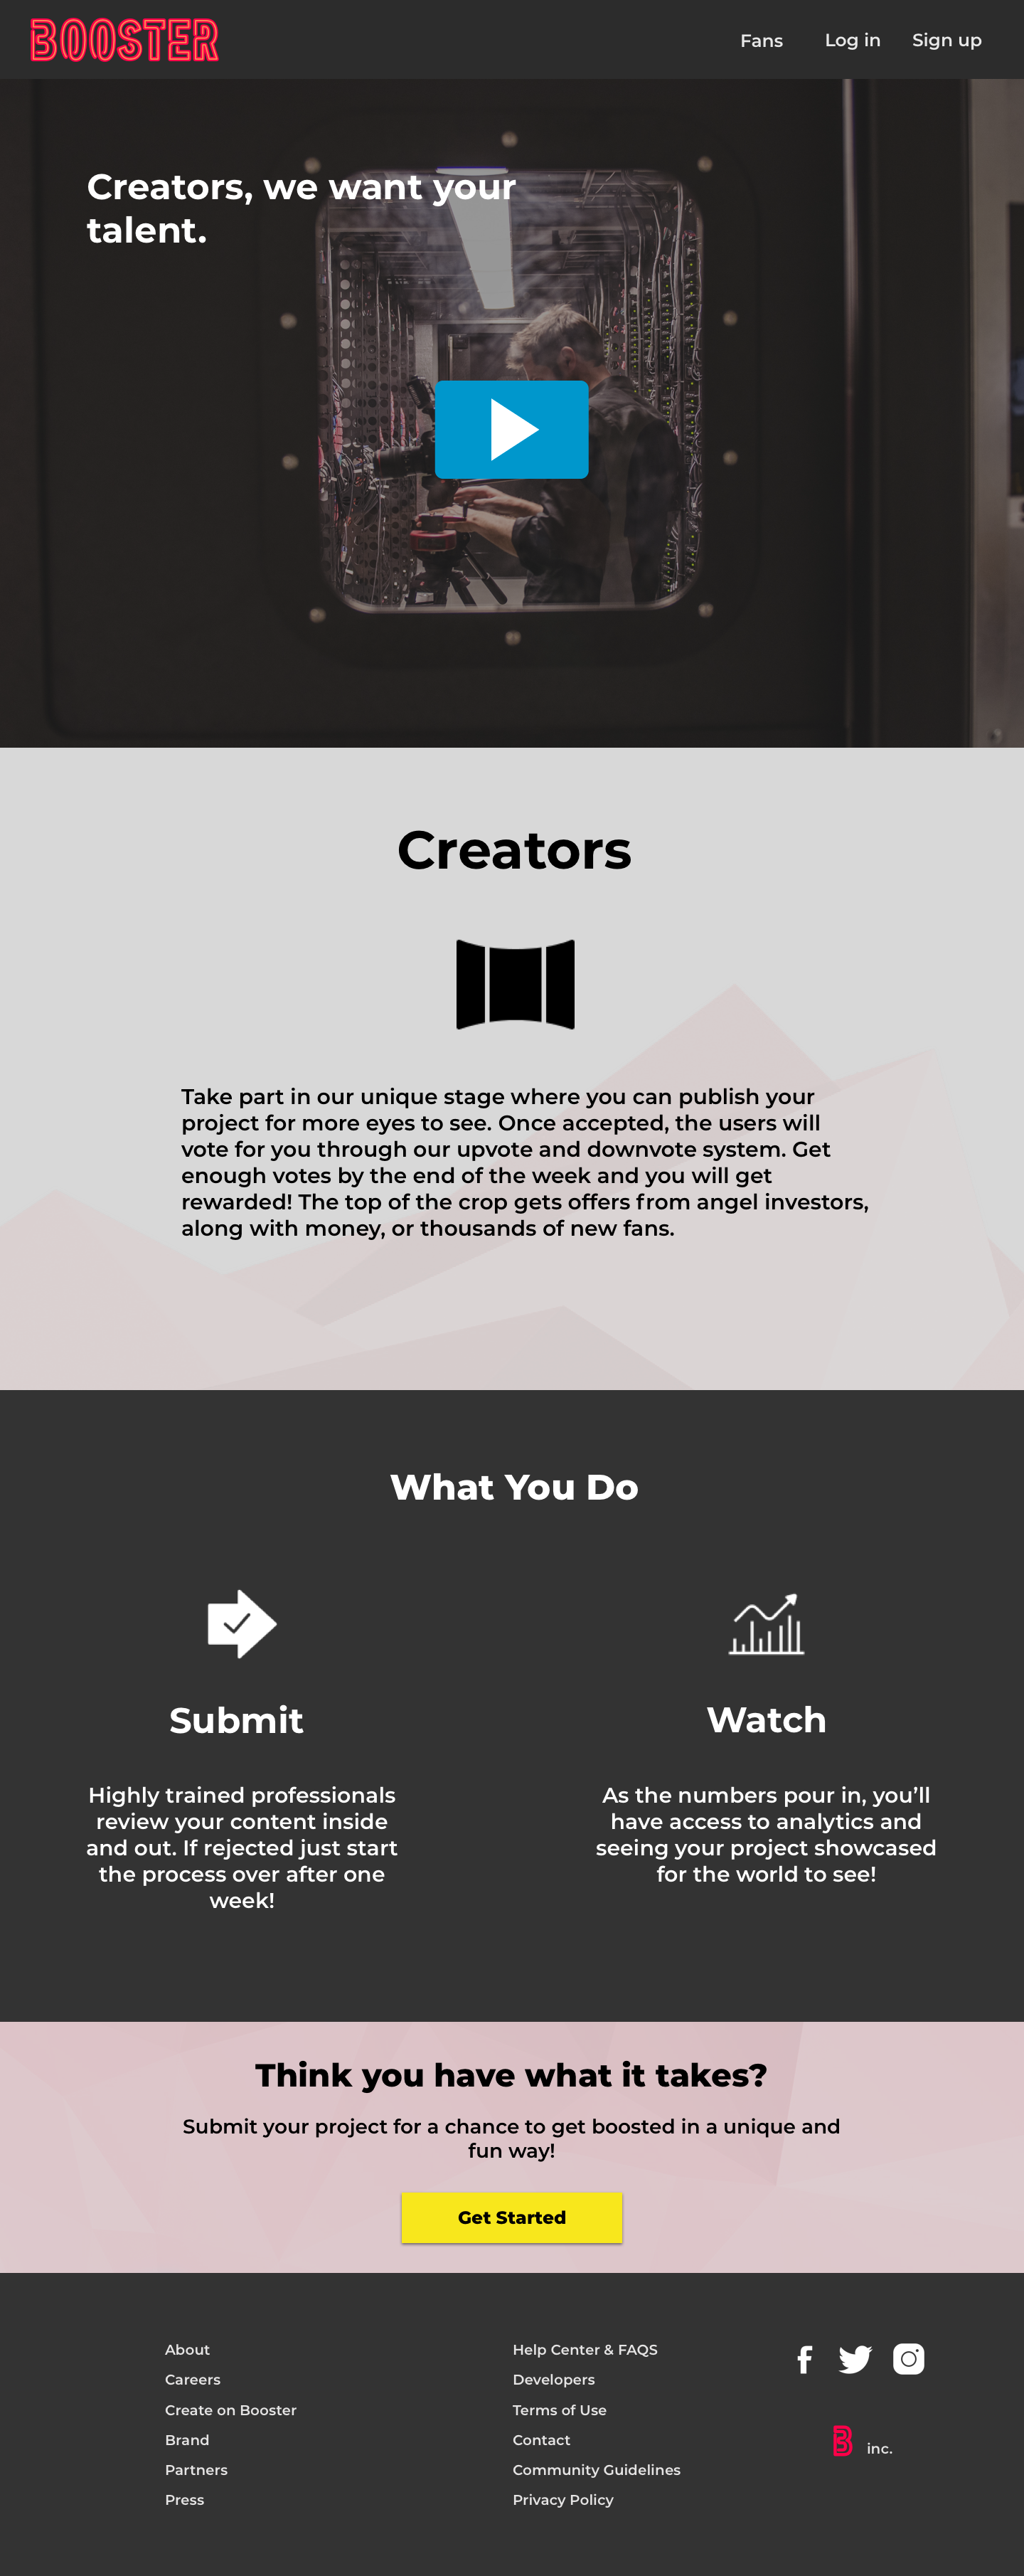 BOOSTER
Fans
Log in
Sign up
Creators, we want your
talent.
Creators
Take part in our unique stage where you can publish your
project for more eyes to see. Once accepted, the users will
vote for you through our upvote and downvote system. Get
enough votes by the end of the week and you will get
rewarded! The top of the crop gets offers from angel investors,
along with money, or thousands of new fans.
What You Do
Submit
Highly trained professionals
review your content inside
and out. If rejected just start
the process over after one
week!
Watch
As the numbers pour in, you’ll
have access to analytics and
seeing your project showcased
for the world to see!
Think you have what it takes?
Submit your project for a chance to get boosted in a unique and
fun way!
Get Started
About
Careers
Create on Booster
Brand
Partners
Press
Help Center & FAQS
Developers
Terms of Use
Contact
Community Guidelines
Privacy Policy
B inc.